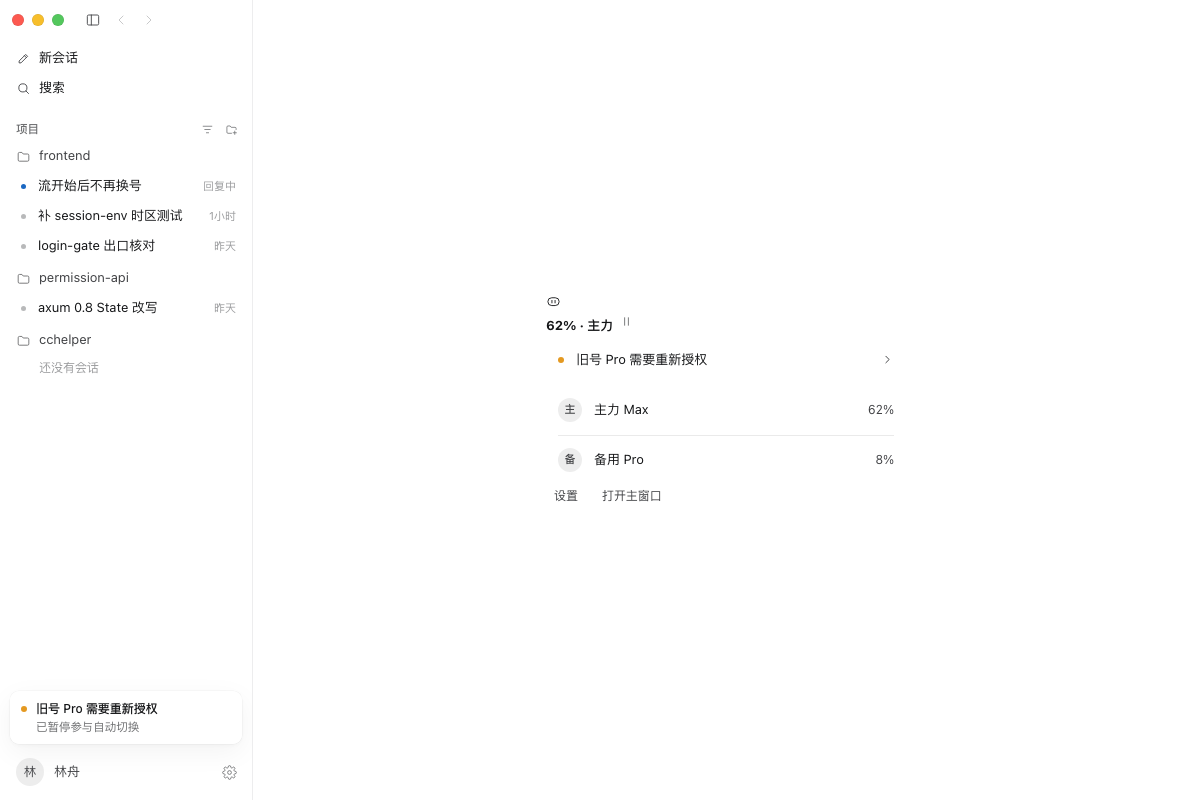 新会话
搜索
项目
frontend
流开始后不再换号 回复中
补 session-env 时区测试 1小时
login-gate 出口核对 昨天
permission-api
axum 0.8 State 改写 昨天
cchelper
还没有会话
旧号 Pro 需要重新授权
已暂停参与自动切换
林 林舟
62% · 主力
旧号 Pro 需要重新授权
主 主力 Max 62%
备 备用 Pro 8%
设置 打开主窗口